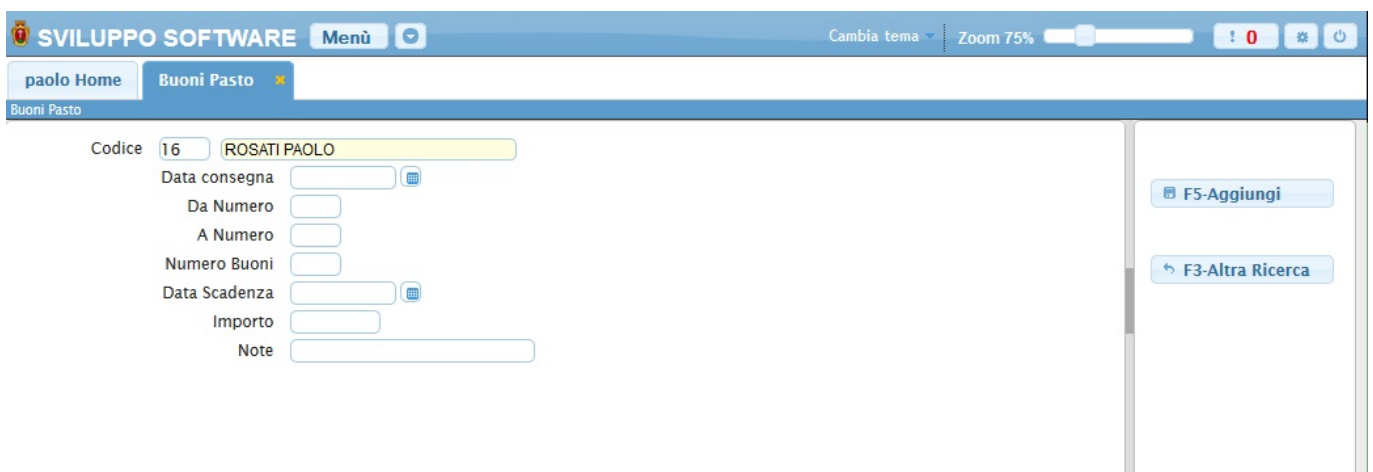 SVILUPPO SOFTWARE Menù Cambia tema Zoom 75% ! 0
paolo Home Buoni Pasto ×
Buoni Pasto
Codice 16 ROSATI PAOLO
Data consegna
F5-Aggiungi
Da Numero
A Numero
Numero Buoni
F3-Altra Ricerca
Data Scadenza
Importo
Note